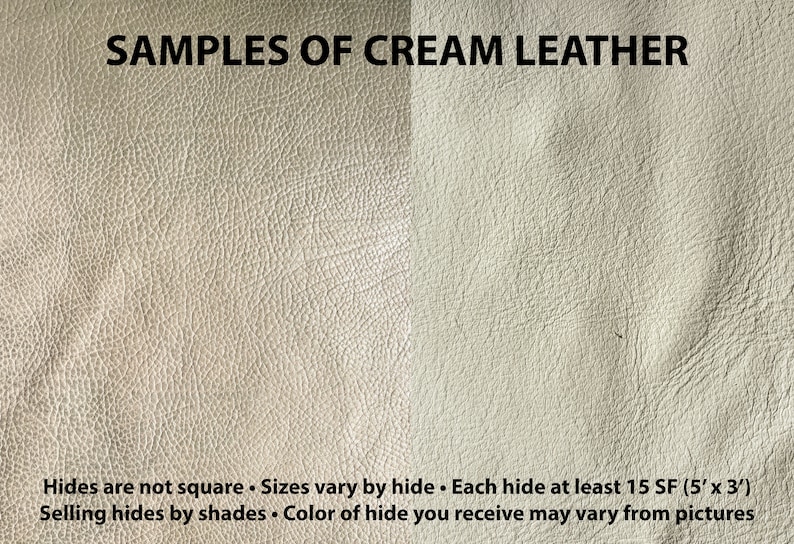 SAMPLES OF CREAM LEATHER
Hides are not square • Sizes vary by hide • Each hide at least 15 SF (5’ x 3’)
Selling hides by shades • Color of hide you receive may vary from pictures